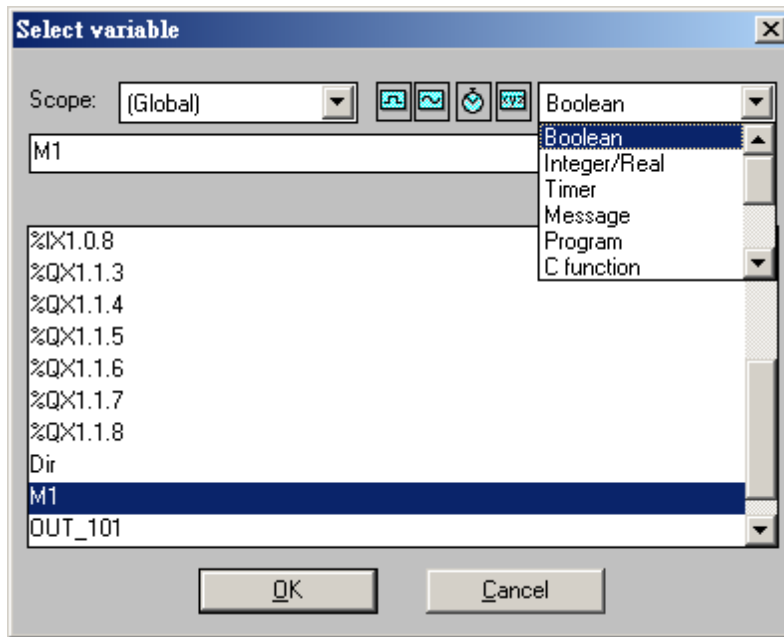 Select variable
Scope: (Global) xyz Boolean
M1
Boolean
Integer/Real
Timer
Message
Program
C function
%IX1.0.8
%QX1.1.3
%QX1.1.4
%QX1.1.5
%QX1.1.6
%QX1.1.7
%QX1.1.8
Dir
M1
OUT_101
OK Cancel